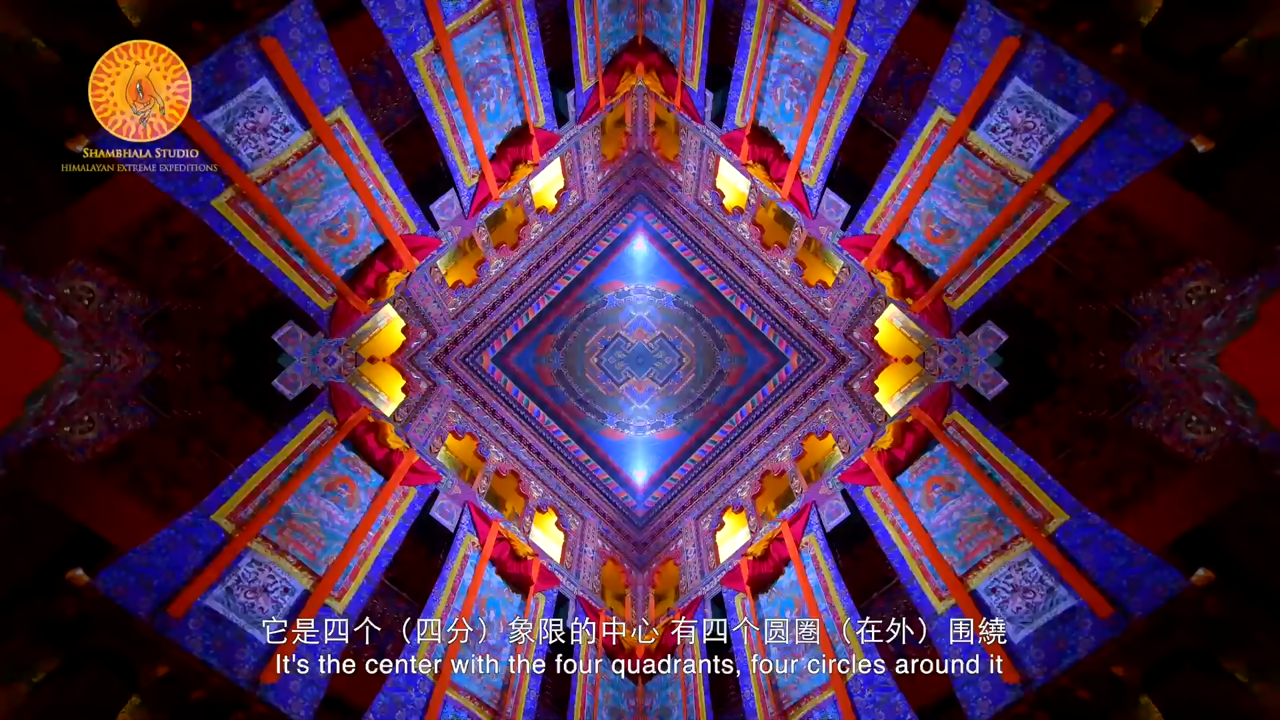 SHAMBHALA STUDIO
HIMALAYAN EXTREME EXPEDITIONS
它是四个（四分）象限的中心 有四个圆圈（在外）围繞
It's the center with the four quadrants, four circles around it